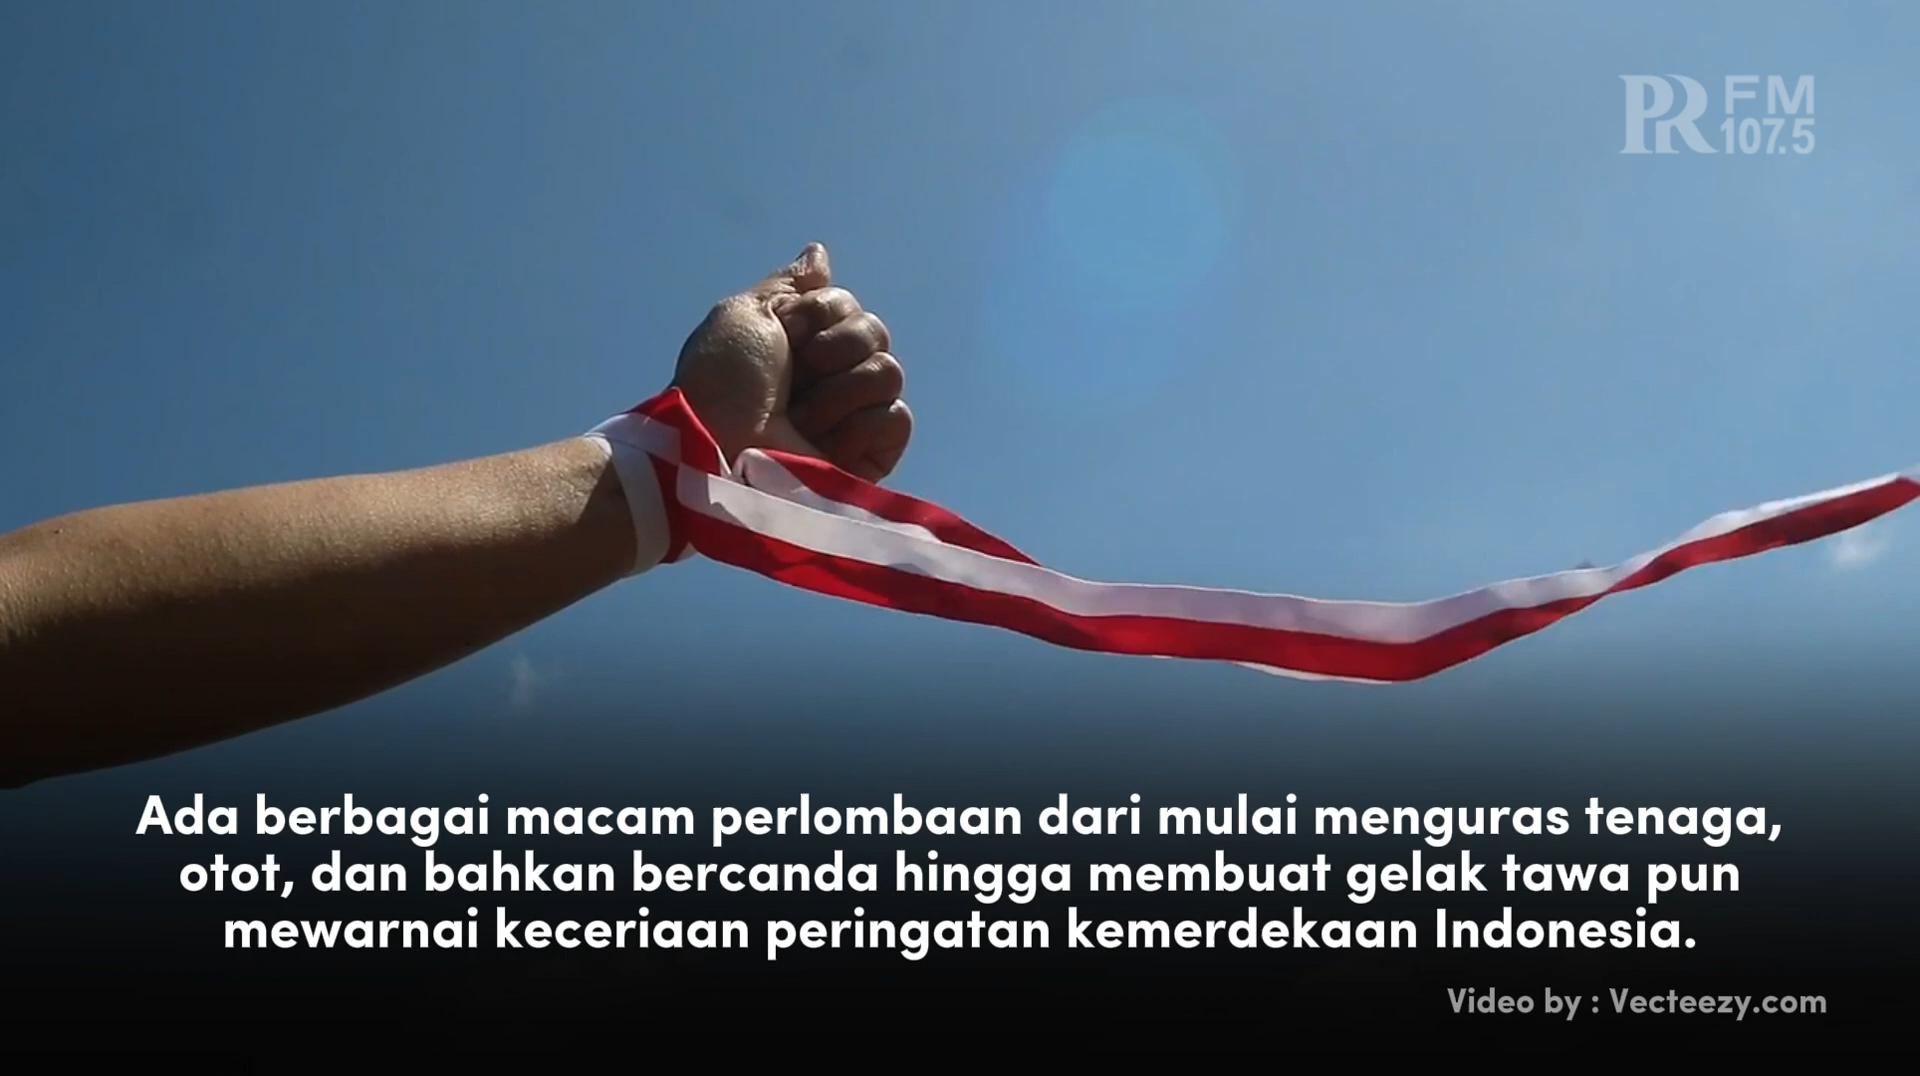 PR FM
107.5
Ada berbagai macam perlombaan dari mulai menguras tenaga,
otot, dan bahkan bercanda hingga membuat gelak tawa pun
mewarnai keceriaan peringatan kemerdekaan Indonesia.
Video by : Vecteezy.com